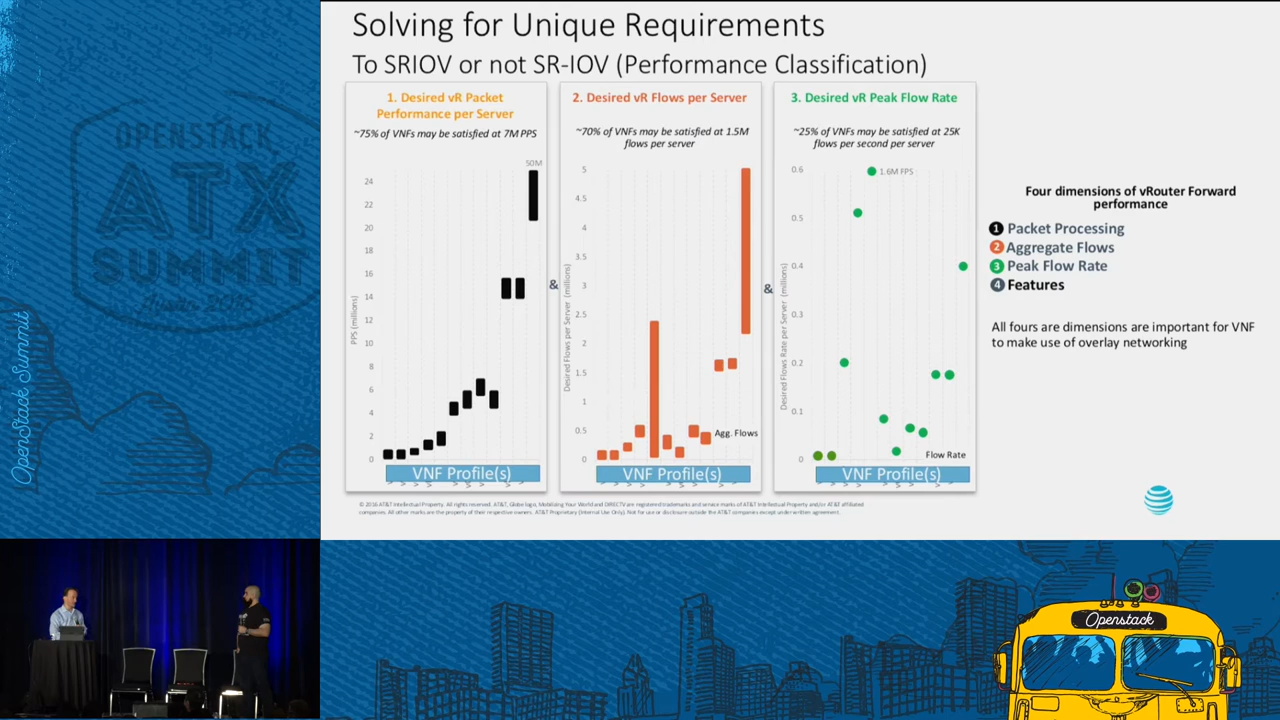 Solving for Unique Requirements
To SRIOV or not SR-IOV (Performance Classification)
1. Desired vR Packet
Performance per Server)
~75% of VNFs may be satisfied at 7M PPS
50M
24
22
20
18
16
14
12
10
8
6
4
2
0
PPS (millions)
VNF Profile(s)
&
2. Desired vR Flows per Server)
~70% of VNFs may be satisfied at 1.5M
flows per server
5
4.5
4
3.5
3
2.5
2
1.5
1
0.5
0
Desired Flows per Server (millions)
Agg. Flows
VNF Profile(s)
&
3. Desired vR Peak Flow Rate)
~25% of VNFs may be satisfied at 25K
flows per second per server
0.6
0.5
0.4
0.3
0.2
0.1
0
Desired Flows Rate per Server (millions)
1.6M FPS
Flow Rate
VNF Profile(s)
Four dimensions of vRouter Forward
performance
1 Packet Processing
2 Aggregate Flows
3 Peak Flow Rate
4 Features
All fours are dimensions are important for VNF
to make use of overlay networking
© 2016 AT&T Intellectual Property. All rights reserved. AT&T, Globe logo, Mobilizing Your World and DIRECTV are registered trademarks and service marks of AT&T Intellectual Property and/or AT&T affiliated
companies. All other marks are the property of their respective owners. AT&T Proprietary (Internal Use Only). Not for use or disclosure outside the AT&T companies except under written agreement.
OPENSTACK
ATX
SUMMIT
OpenStack Summit
Openstack